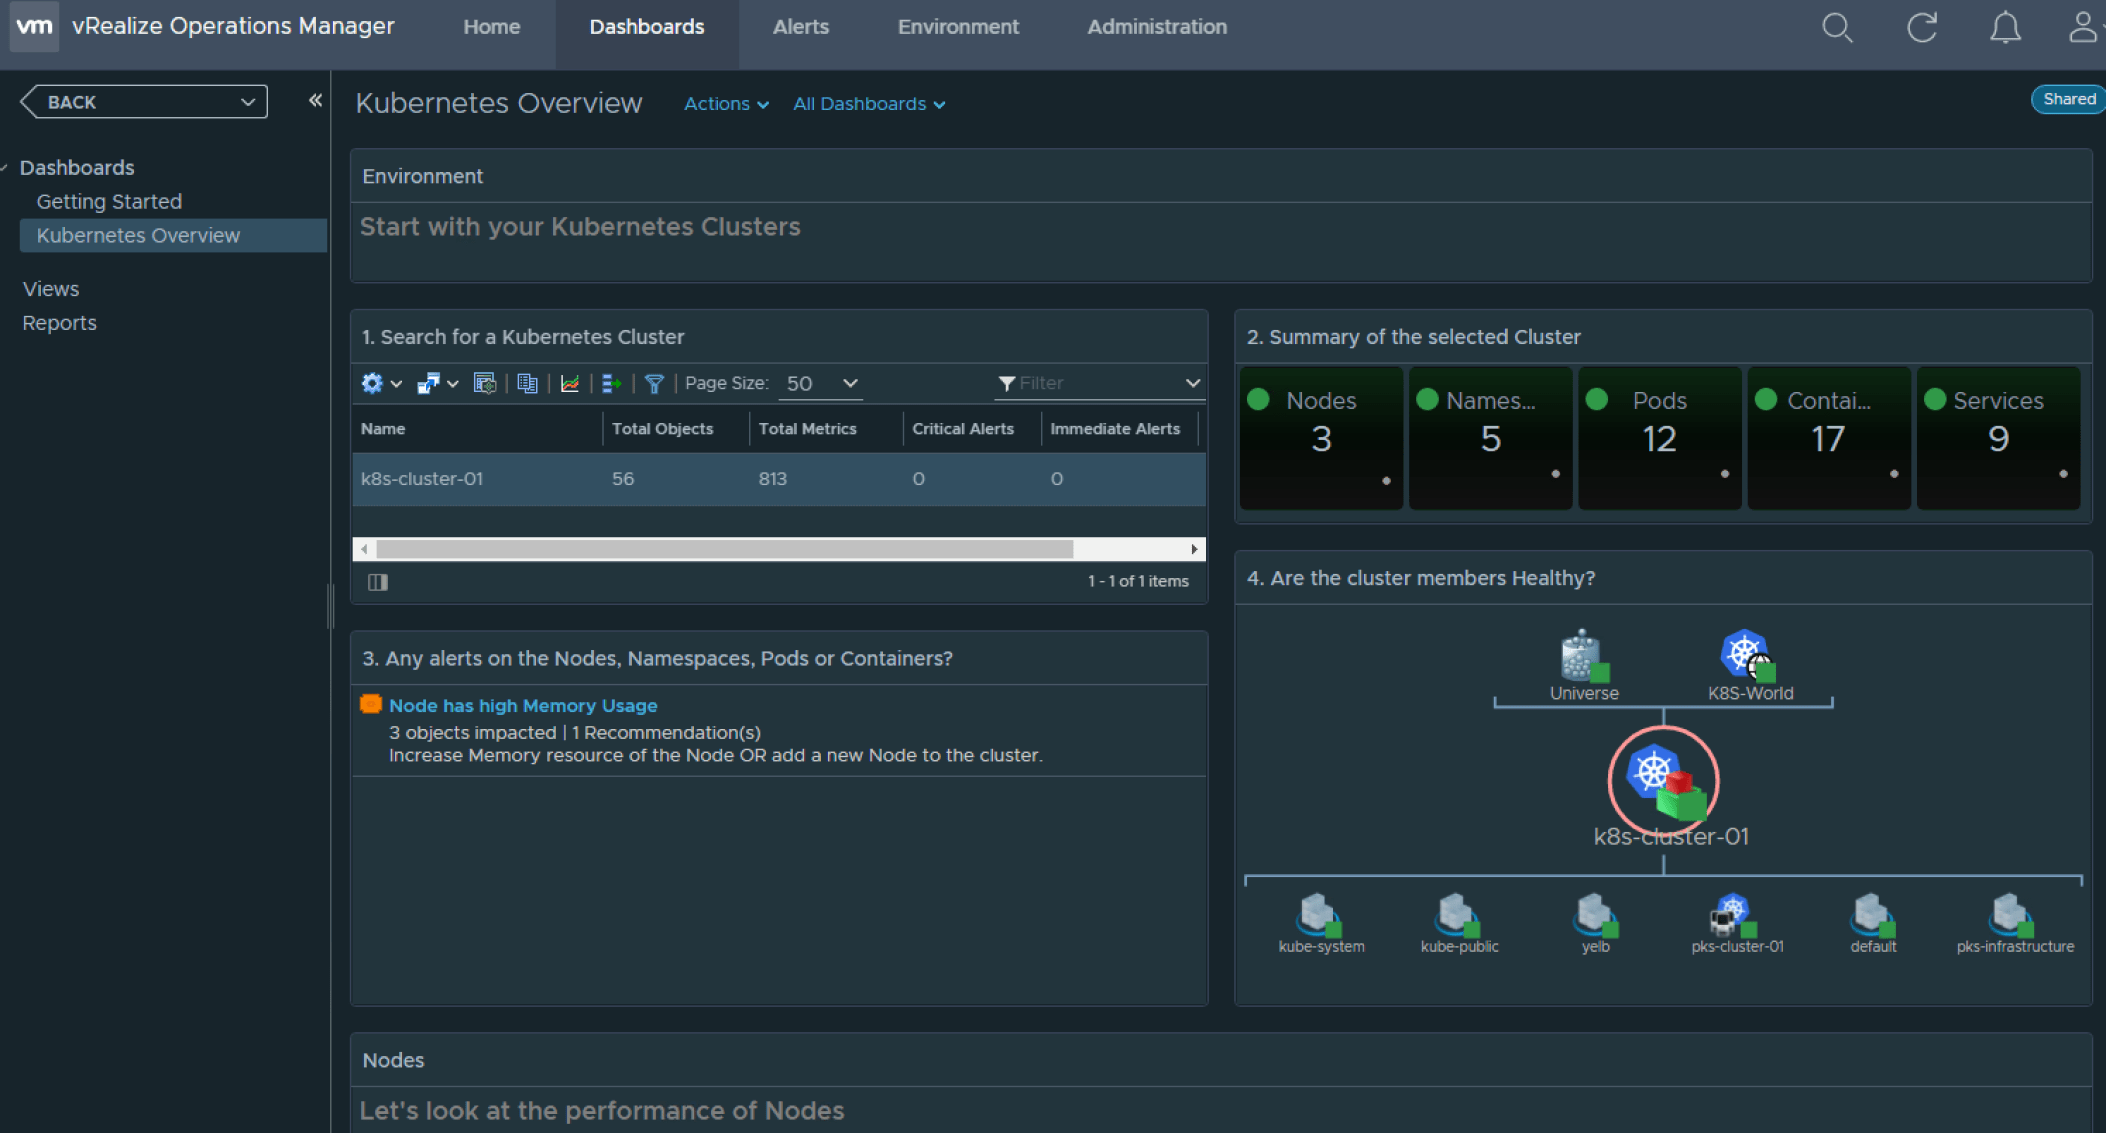 vm vRealize Operations Manager Home Dashboards Alerts Environment Administration
BACK
Kubernetes Overview Actions All Dashboards Shared
Dashboards
Getting Started
Kubernetes Overview
Views
Reports
Environment
Start with your Kubernetes Clusters
1. Search for a Kubernetes Cluster
Page Size: 50 Filter
Name Total Objects Total Metrics Critical Alerts Immediate Alerts
k8s-cluster-01 56 813 0 0
1 - 1 of 1 items
2. Summary of the selected Cluster
Nodes Names... Pods Contai... Services
3 5 12 17 9
3. Any alerts on the Nodes, Namespaces, Pods or Containers?
Node has high Memory Usage
3 objects impacted | 1 Recommendation(s)
Increase Memory resource of the Node OR add a new Node to the cluster.
4. Are the cluster members Healthy?
Universe K8S-World
k8s-cluster-01
kube-system kube-public yelb pks-cluster-01 default pks-infrastructure
Nodes
Let's look at the performance of Nodes